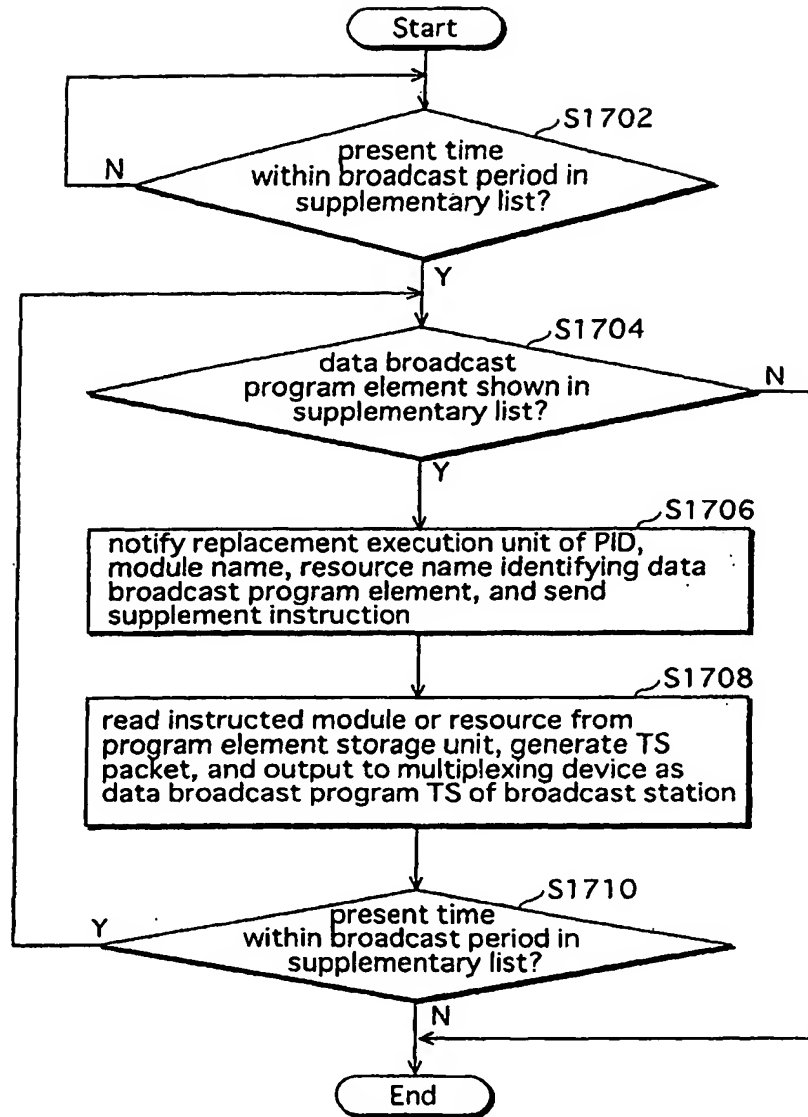 Start
S1702
present time
within broadcast period in
supplementary list?
N
Y
S1704
data broadcast
program element shown in
supplementary list?
N
Y
S1706
notify replacement execution unit of PID,
module name, resource name identifying data
broadcast program element, and send
supplement instruction
S1708
read instructed module or resource from
program element storage unit, generate TS
packet, and output to multiplexing device as
data broadcast program TS of broadcast station
S1710
Y
present time
within broadcast period in
supplementary list?
N
End